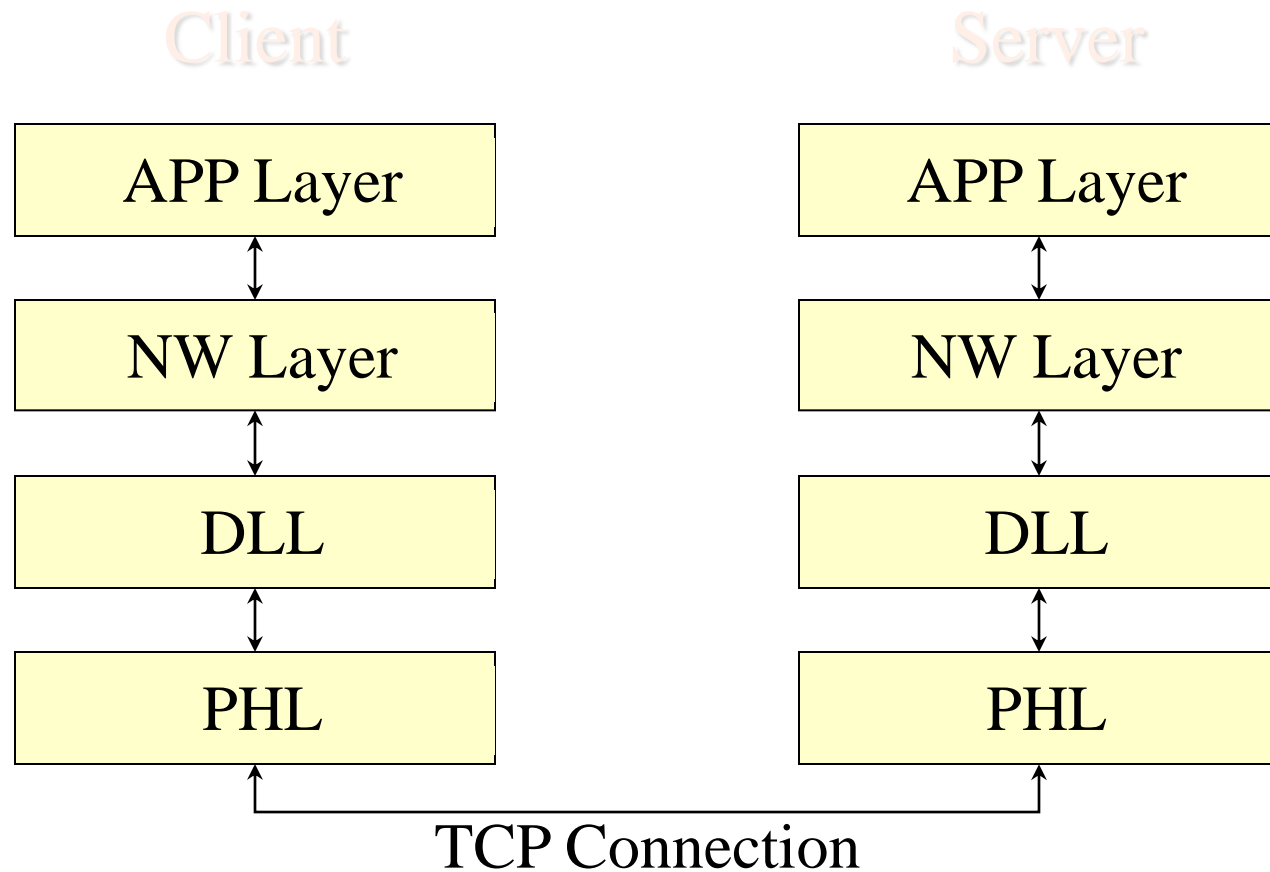 Client
Server
APP Layer
APP Layer
NW Layer
NW Layer
DLL
DLL
PHL
PHL
TCP Connection